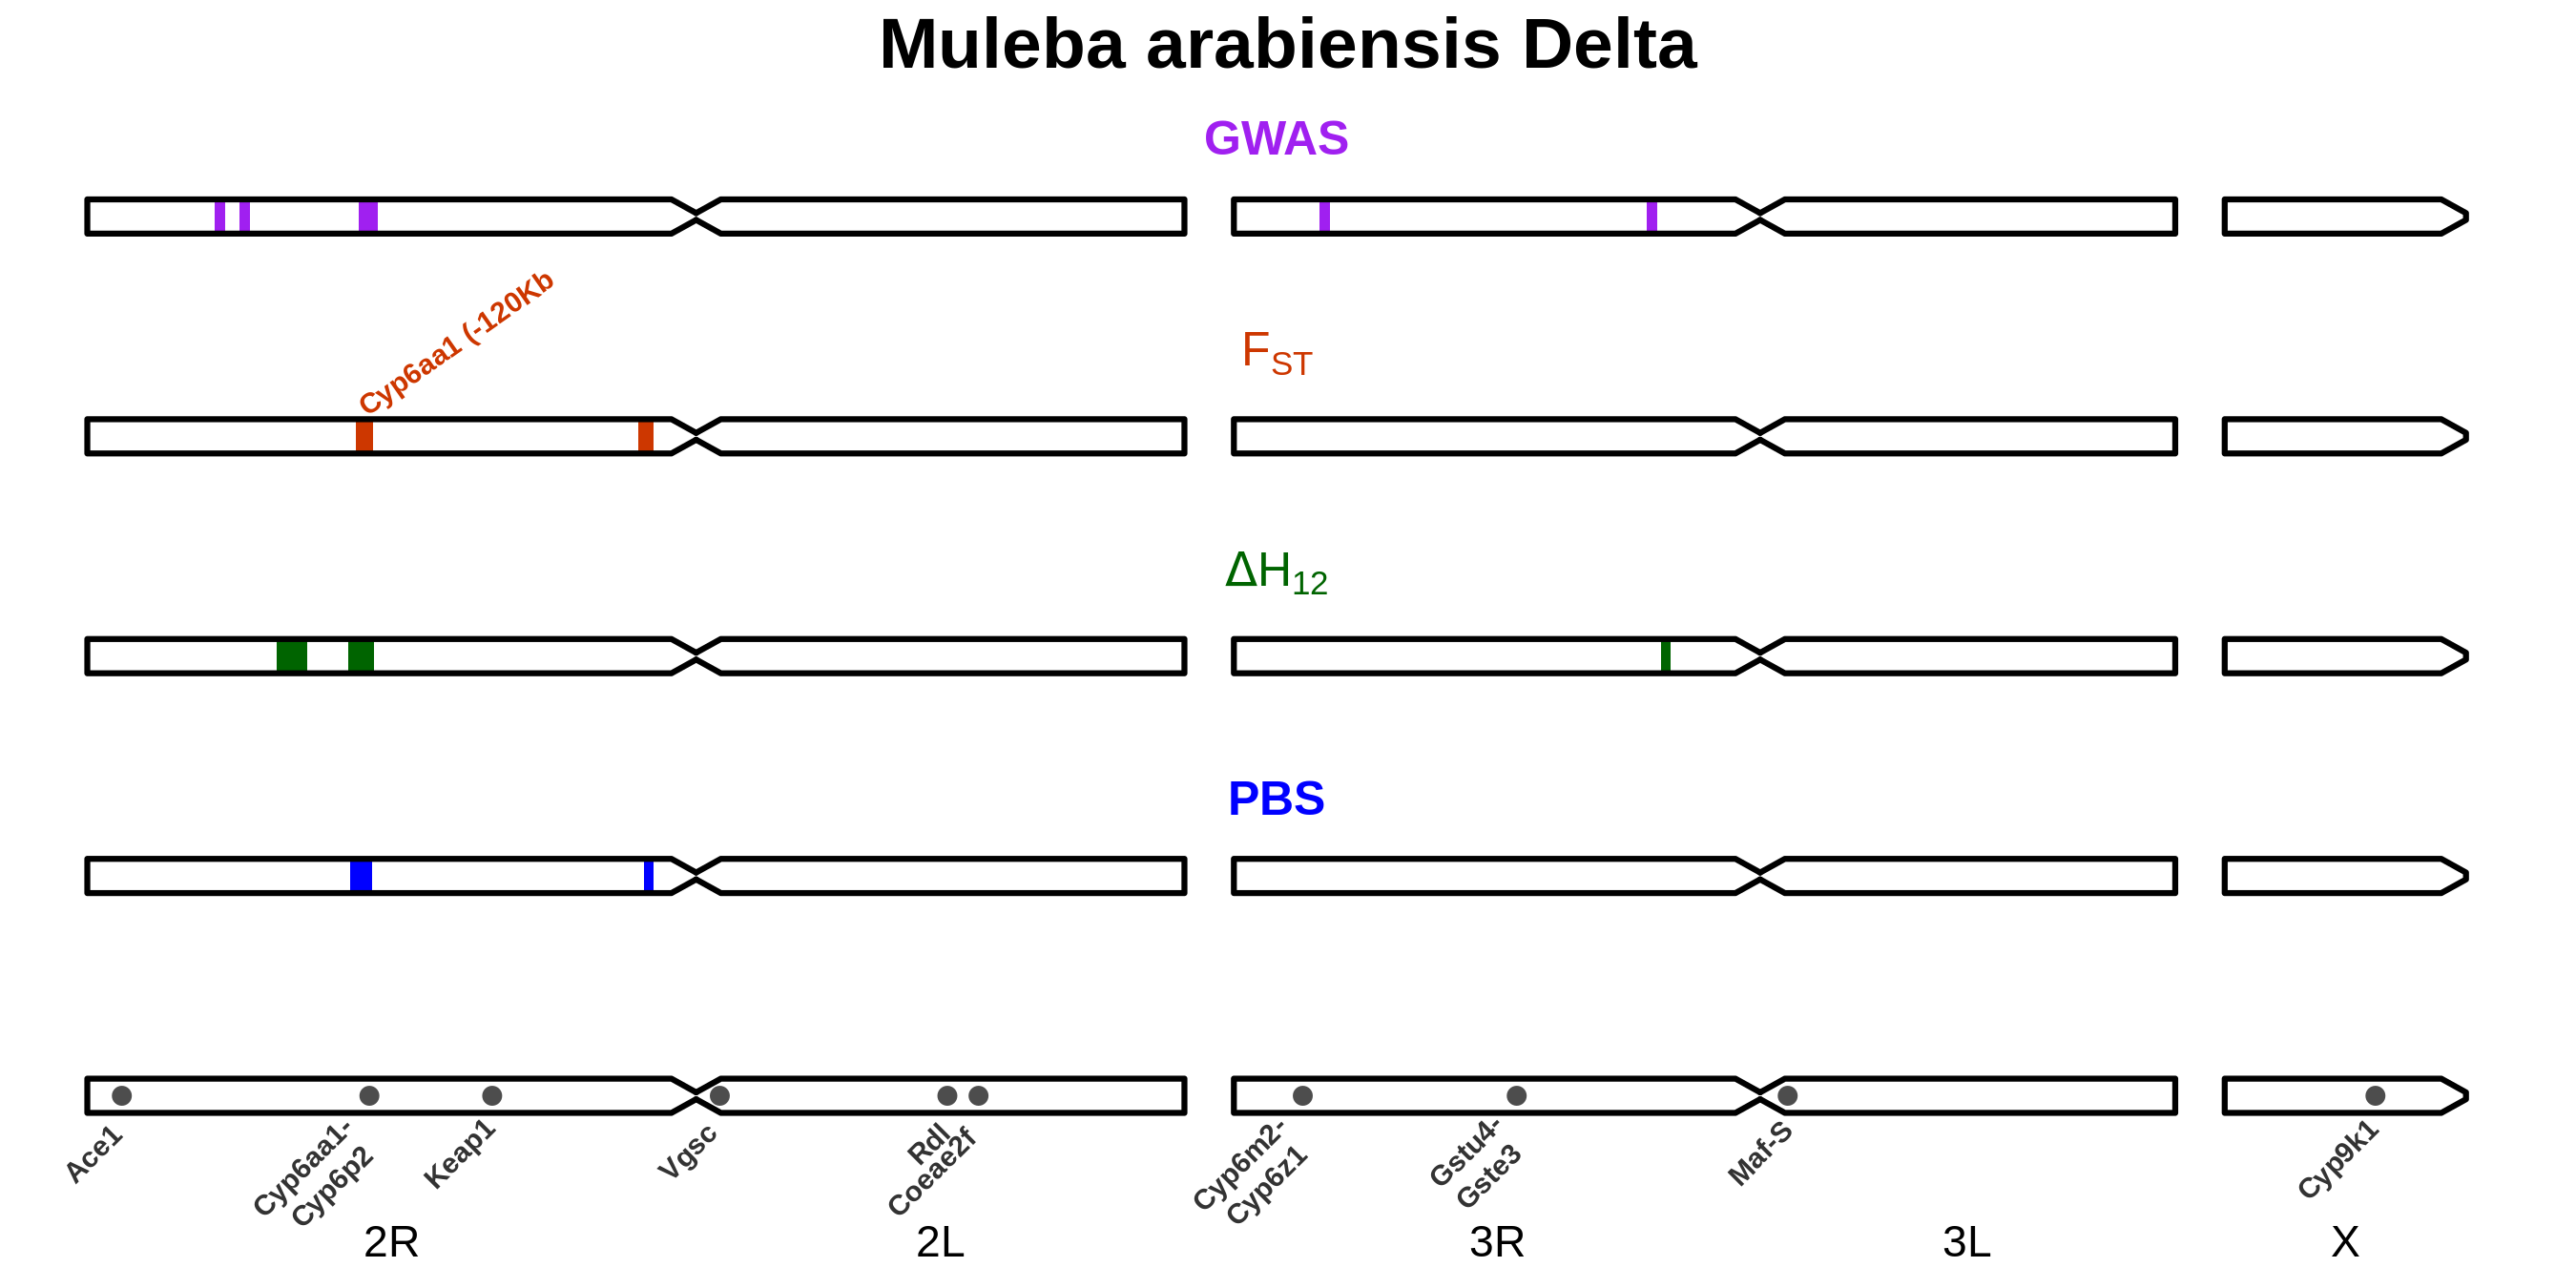 Muleba arabiensis Delta
GWAS
Cyp6aa1 (-120Kb
FST
ΔH12
PBS
Ace1
Cyp6aa1-
Cyp6p2
Keap1
Vgsc
Rdl
Coeae2f
Cyp6m2-
Cyp6z1
Gstu4-
Gste3
Maf-S
Cyp9k1
2R
2L
3R
3L
X